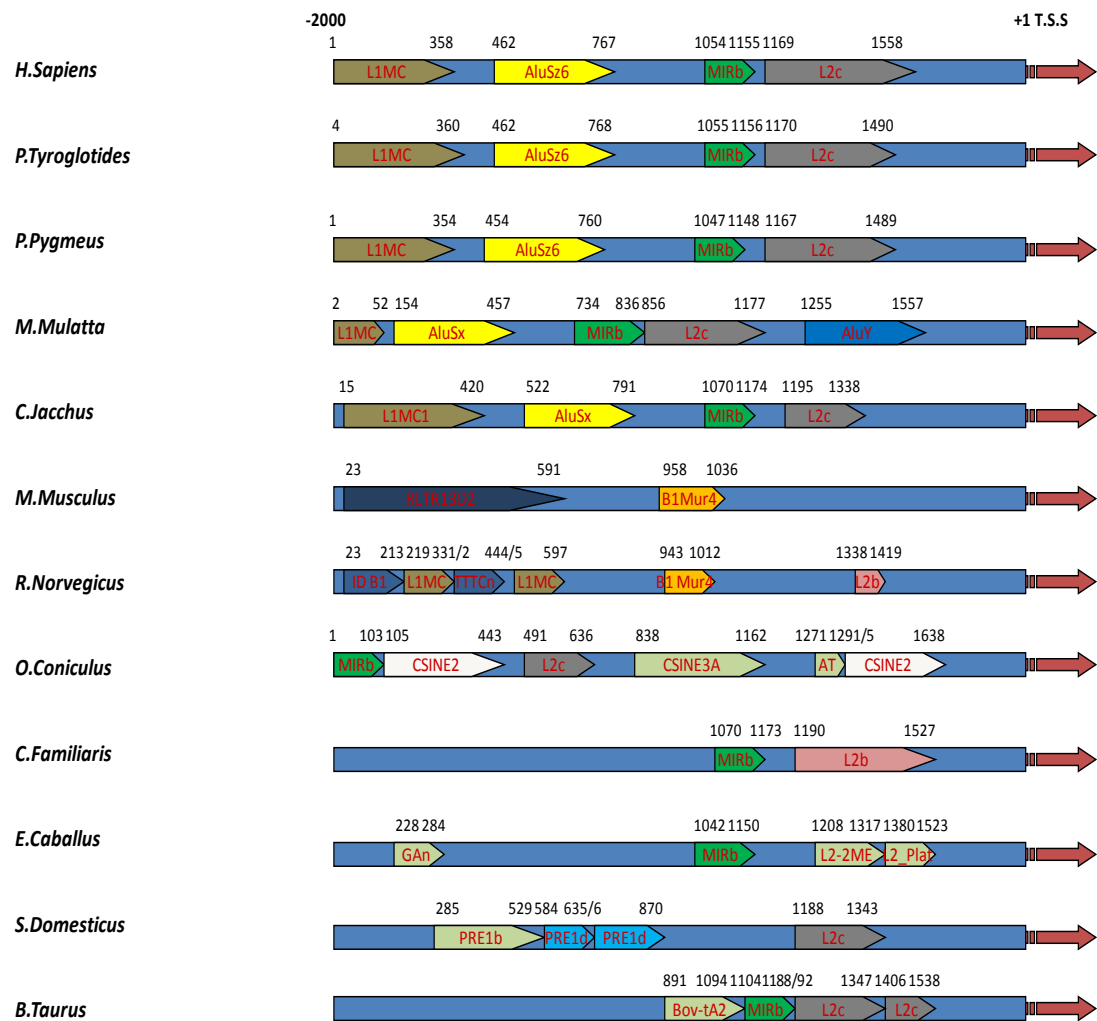 -2000 +1 T.S.S
1 358 462 767 1054 1155 1169 1558
H.Sapiens L1MC AluSz6 MIRb L2c
4 360 462 768 1055 1156 1170 1490
P.Tyroglotides L1MC AluSz6 MIRb L2c
1 354 454 760 1047 1148 1167 1489
P.Pygmeus L1MC AluSz6 MIRb L2c
2 52 154 457 734 836 856 1177 1255 1557
M.Mulatta L1MC AluSx MIRb L2c AluY
15 420 522 791 1070 1174 1195 1338
C.Jacchus L1MC1 AluSx MIRb L2c
23 591 958 1036
M.Musculus RLTR13U2 B1Mur4
23 213 219 331/2 444/5 597 943 1012 1338 1419
R.Norvegicus ID B1 L1MC TTTCn L1MC B1 Mur4 L2b
1 103 105 443 491 636 838 1162 1271 1291/5 1638
O.Coniculus MIRb CSINE2 L2c CSINE3A AT CSINE2
1070 1173 1190 1527
C.Familiaris MIRb L2b
228 284 1042 1150 1208 1317 1380 1523
E.Caballus GAn MIRb L2-2ME L2_Plat
285 529 584 635/6 870 1188 1343
S.Domesticus PRE1b PRE1d PRE1d L2c
891 1094 1104 1188/92 1347 1406 1538
B.Taurus Bov-tA2 MIRb L2c L2c